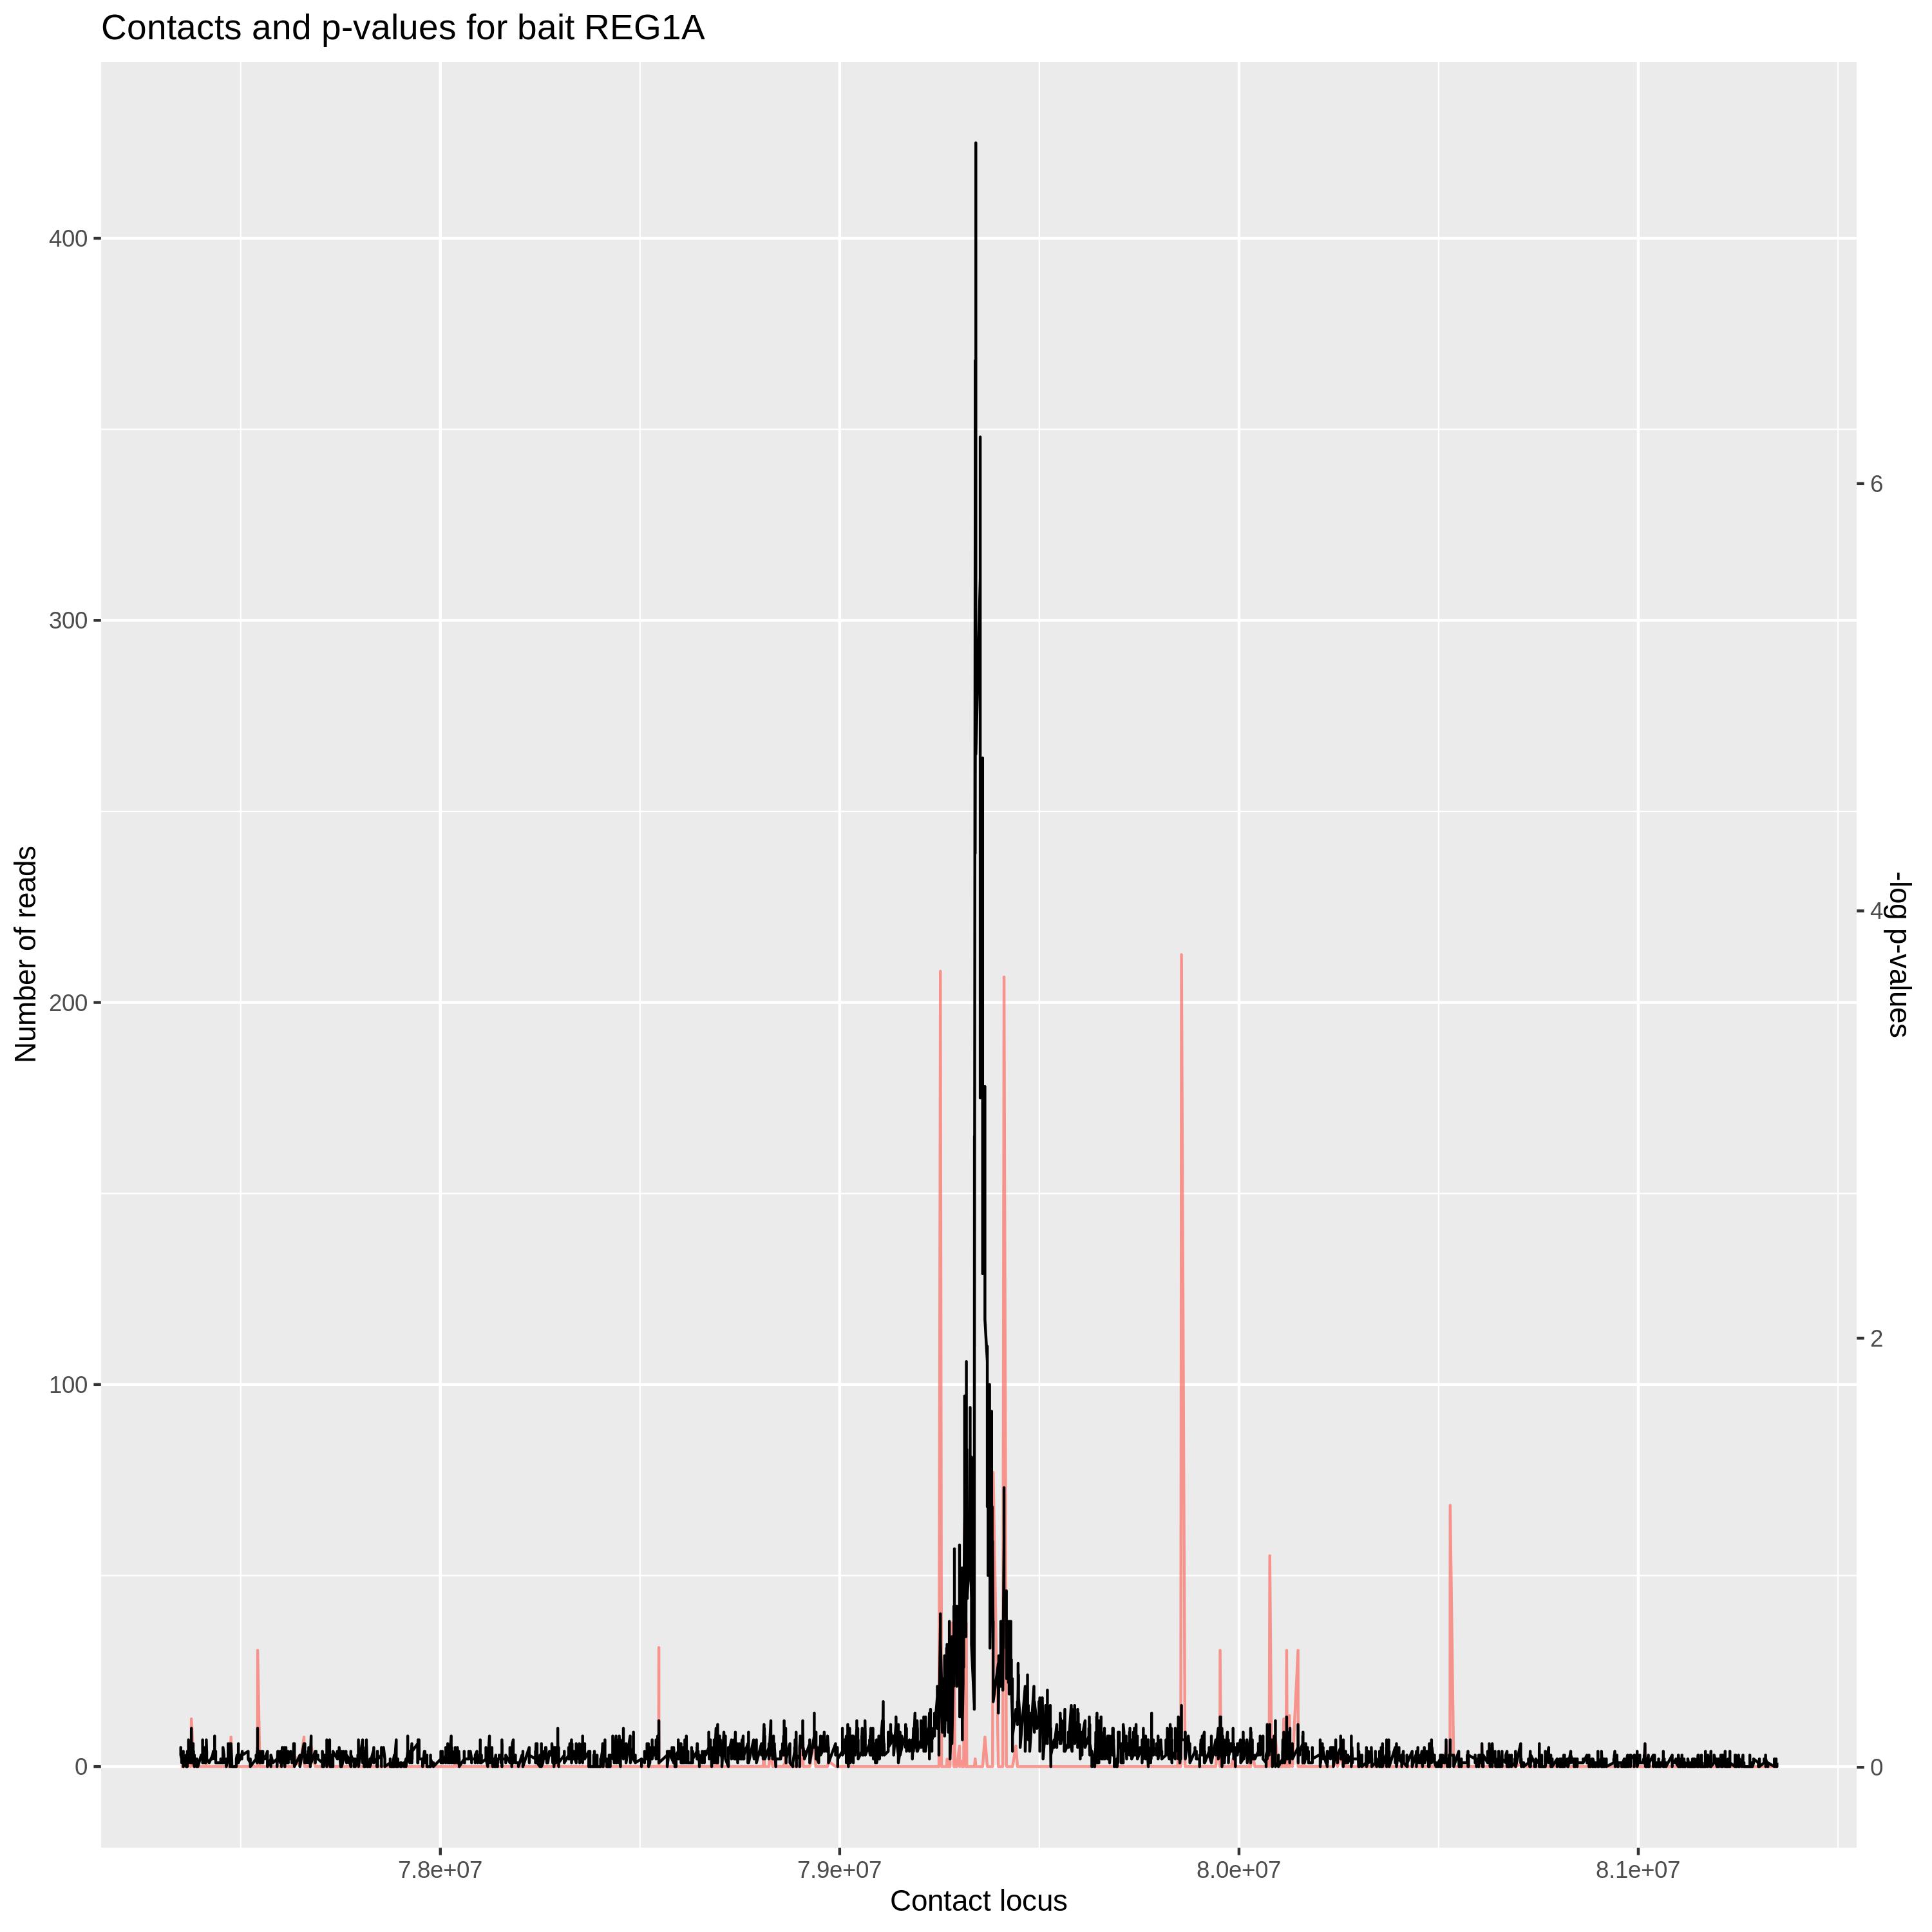 Contacts and p-values for bait REG1A
400
300
200
100
0
Number of reads
6
4
2
0
-log p-values
7.8e+07
7.9e+07
8.0e+07
8.1e+07
Contact locus